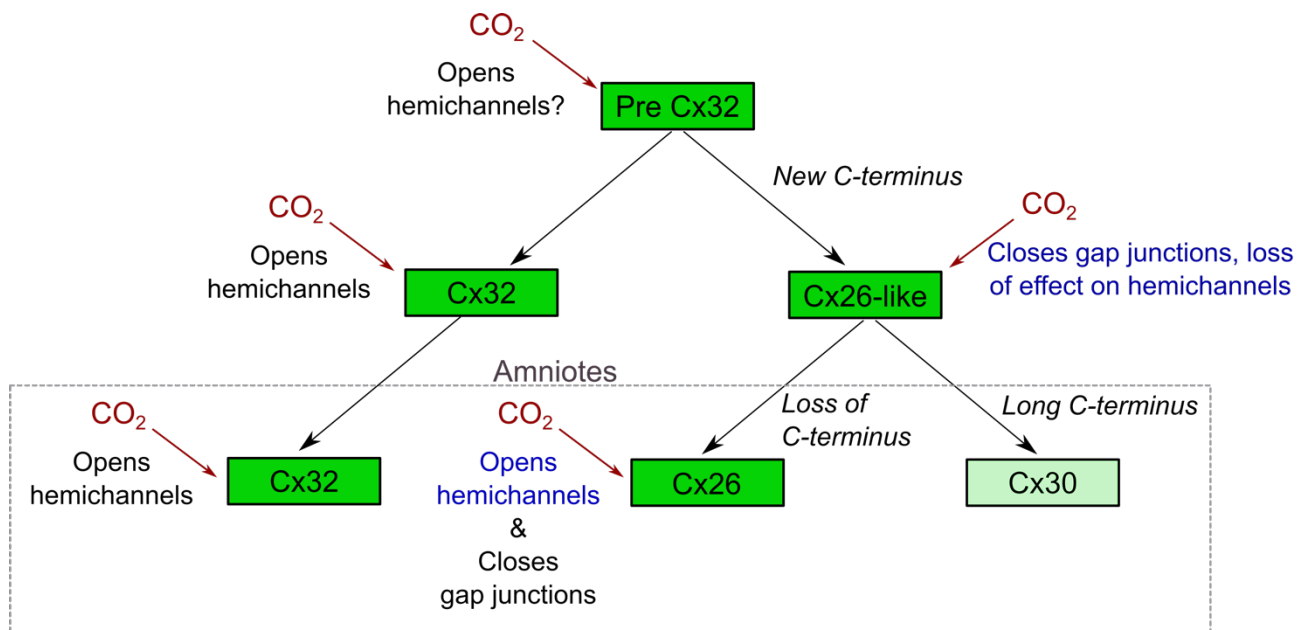 CO₂
Opens
hemichannels?
Pre Cx32
New C-terminus
CO₂
Opens
hemichannels
Cx32
CO₂
Closes gap junctions, loss
of effect on hemichannels
Cx26-like
Amniotes
CO₂
Opens
hemichannels
Cx32
CO₂
Opens
hemichannels
&
Closes
gap junctions
Loss of
C-terminus
Cx26
Long C-terminus
Cx30